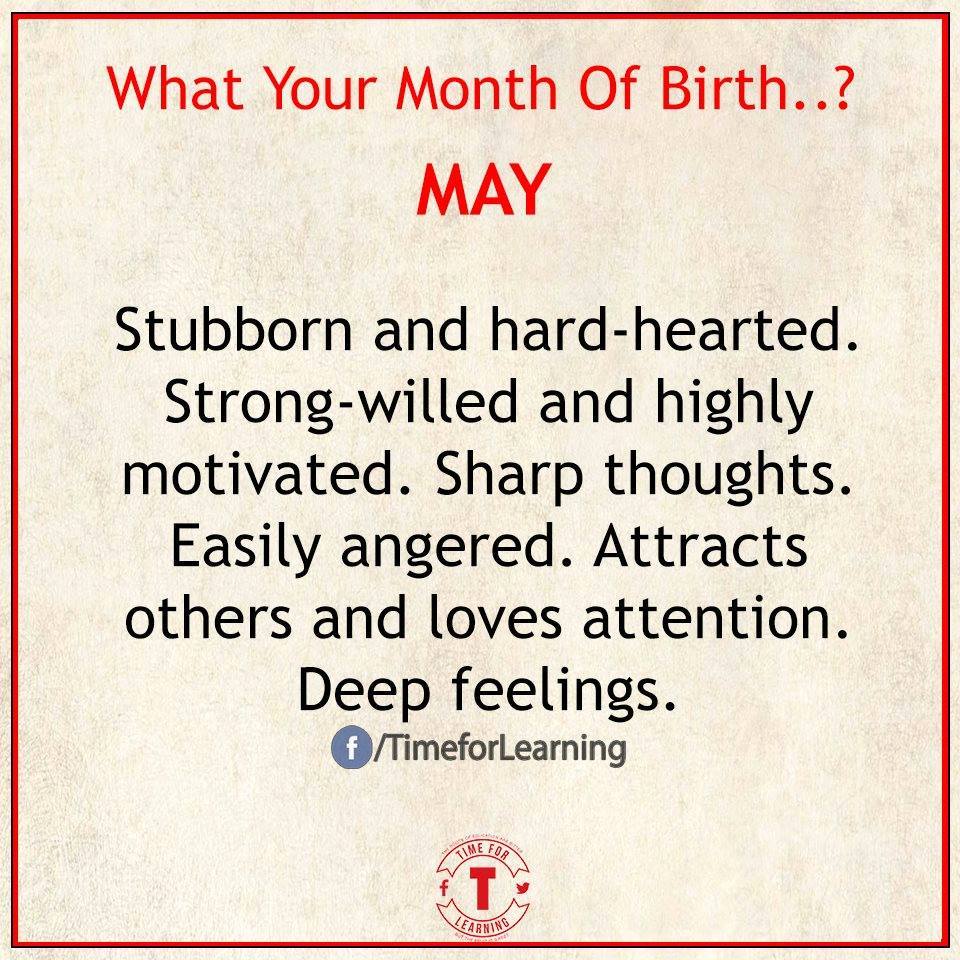 What Your Month Of Birth..?
MAY
Stubborn and hard-hearted.
Strong-willed and highly
motivated. Sharp thoughts.
Easily angered. Attracts
others and loves attention.
Deep feelings.
f/TimeforLearning
TIME FOR
f T
LEARNING